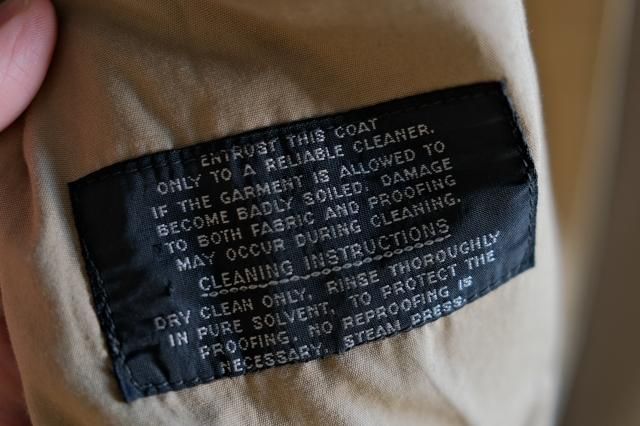 ENTRUST THIS COAT
ONLY TO A RELIABLE CLEANER.
IF THE GARMENT IS ALLOWED TO
BECOME BADLY SOILED, DAMAGE
TO BOTH FABRIC AND PROOFING
MAY OCCUR DURING CLEANING.
CLEANING INSTRUCTIONS
DRY CLEAN ONLY, RINSE THOROUGHLY
IN PURE SOLVENT, TO PROTECT THE
PROOFING, NO REPROOFING IS
NECESSARY, STEAM PRESS.